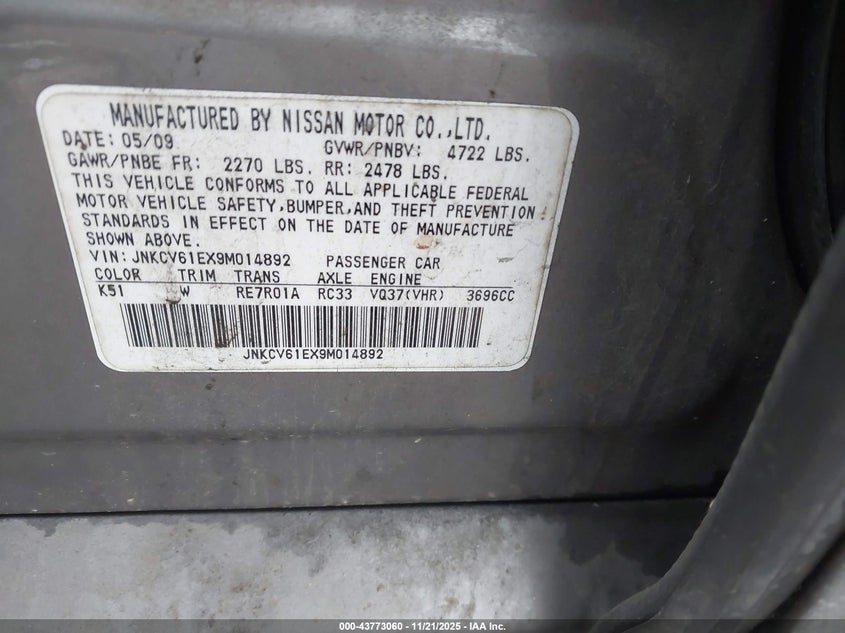 MANUFACTURED BY NISSAN MOTOR CO.,LTD.
DATE: 05/09 GVWR/PNBV: 4722 LBS.
GAWR/PNBE FR: 2270 LBS. RR: 2478 LBS.
THIS VEHICLE CONFORMS TO ALL APPLICABLE FEDERAL
MOTOR VEHICLE SAFETY,BUMPER,AND THEFT PREVENTION
STANDARDS IN EFFECT ON THE DATE OF MANUFACTURE
SHOWN ABOVE.
VIN: JNKCV61EX9M014892 PASSENGER CAR
COLOR TRIM TRANS AXLE ENGINE
K51 W RE7R01A RC33 VQ37(VHR) 3696CC
JNKCV61EX9M014892
000-43773060 - 11/21/2025 - IAA Inc.